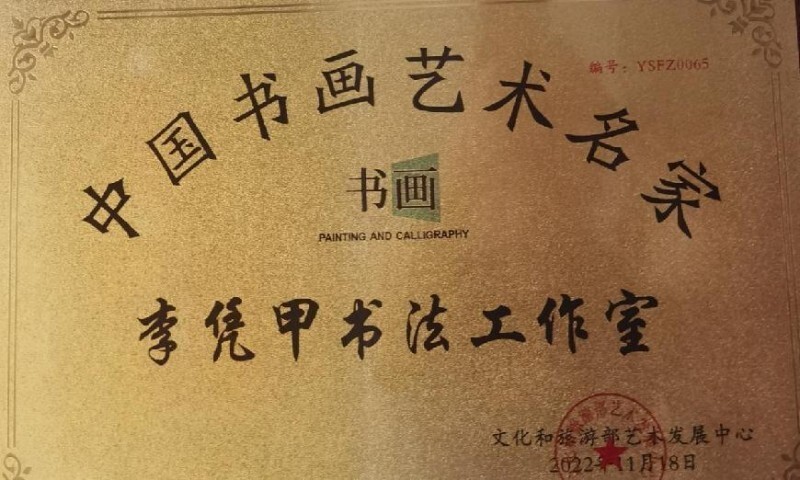 编号：YSFZ0065
中国书画艺术名家
书画
PAINTING AND CALLIGRAPHY
李凭甲书法工作室
文化和旅游部艺术发展中心
2022年11月18日